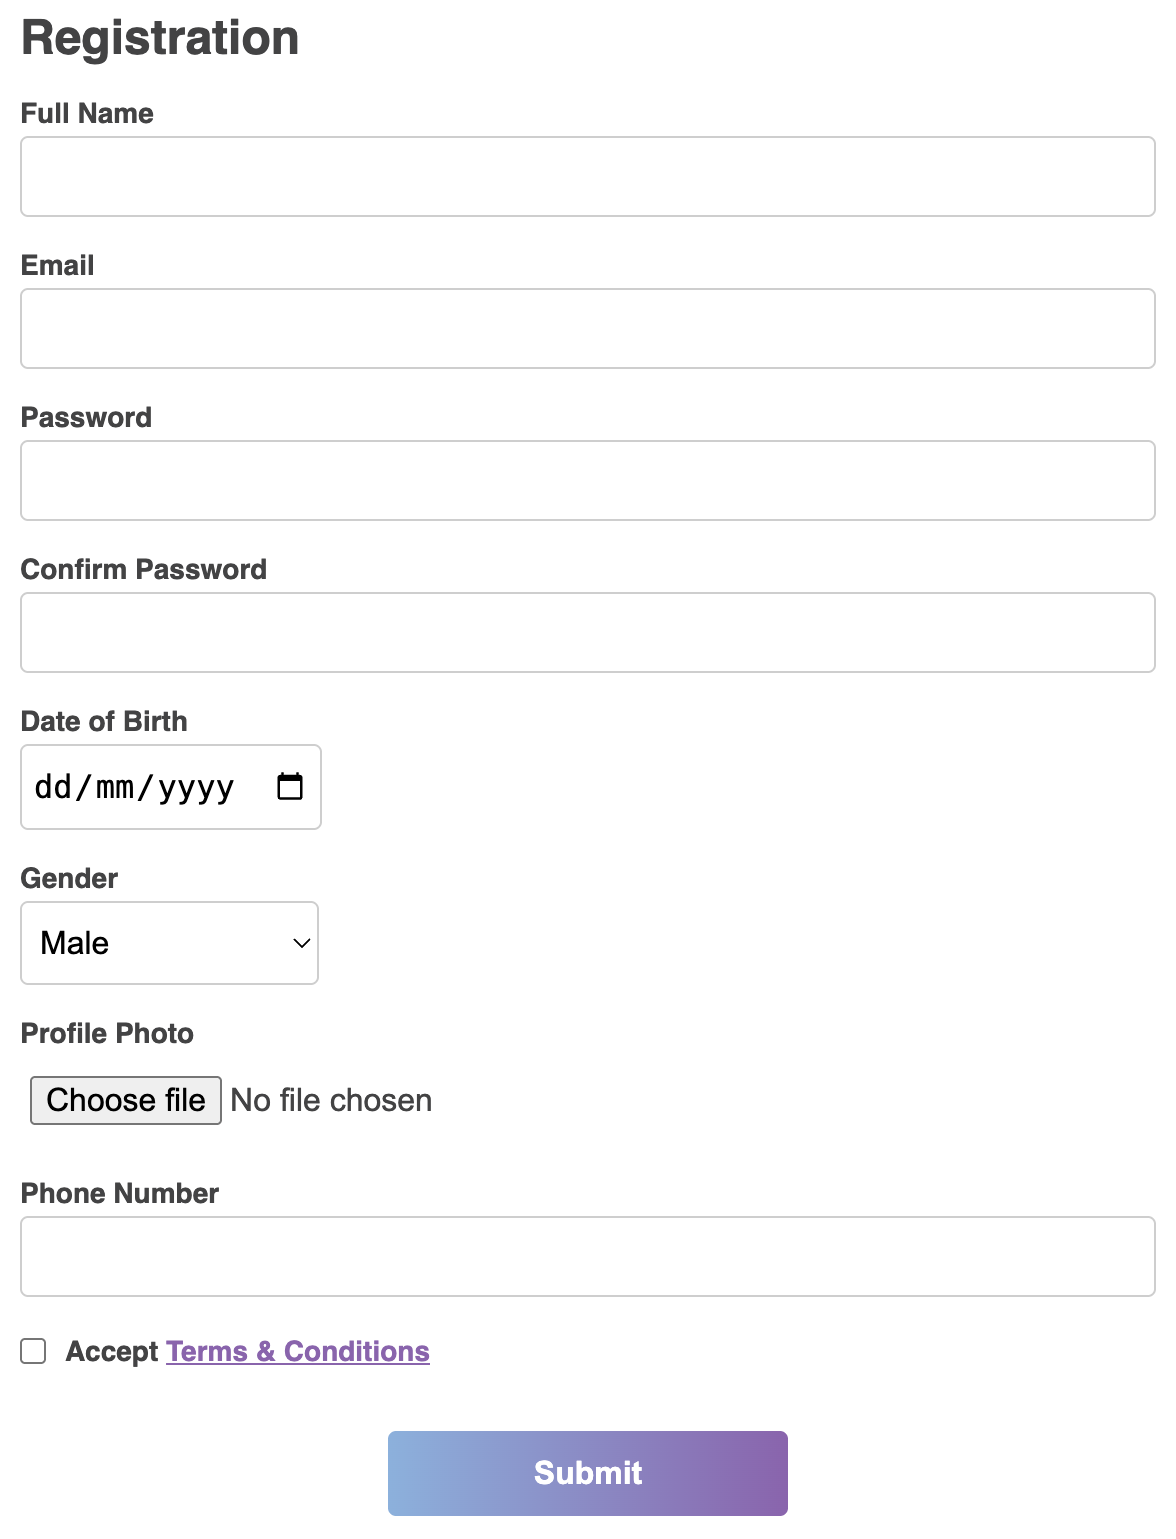 Registration
Full Name
Email
Password
Confirm Password
Date of Birth
dd/mm/yyyy
Gender
Male
Profile Photo
Choose file No file chosen
Phone Number
Accept Terms & Conditions
Submit